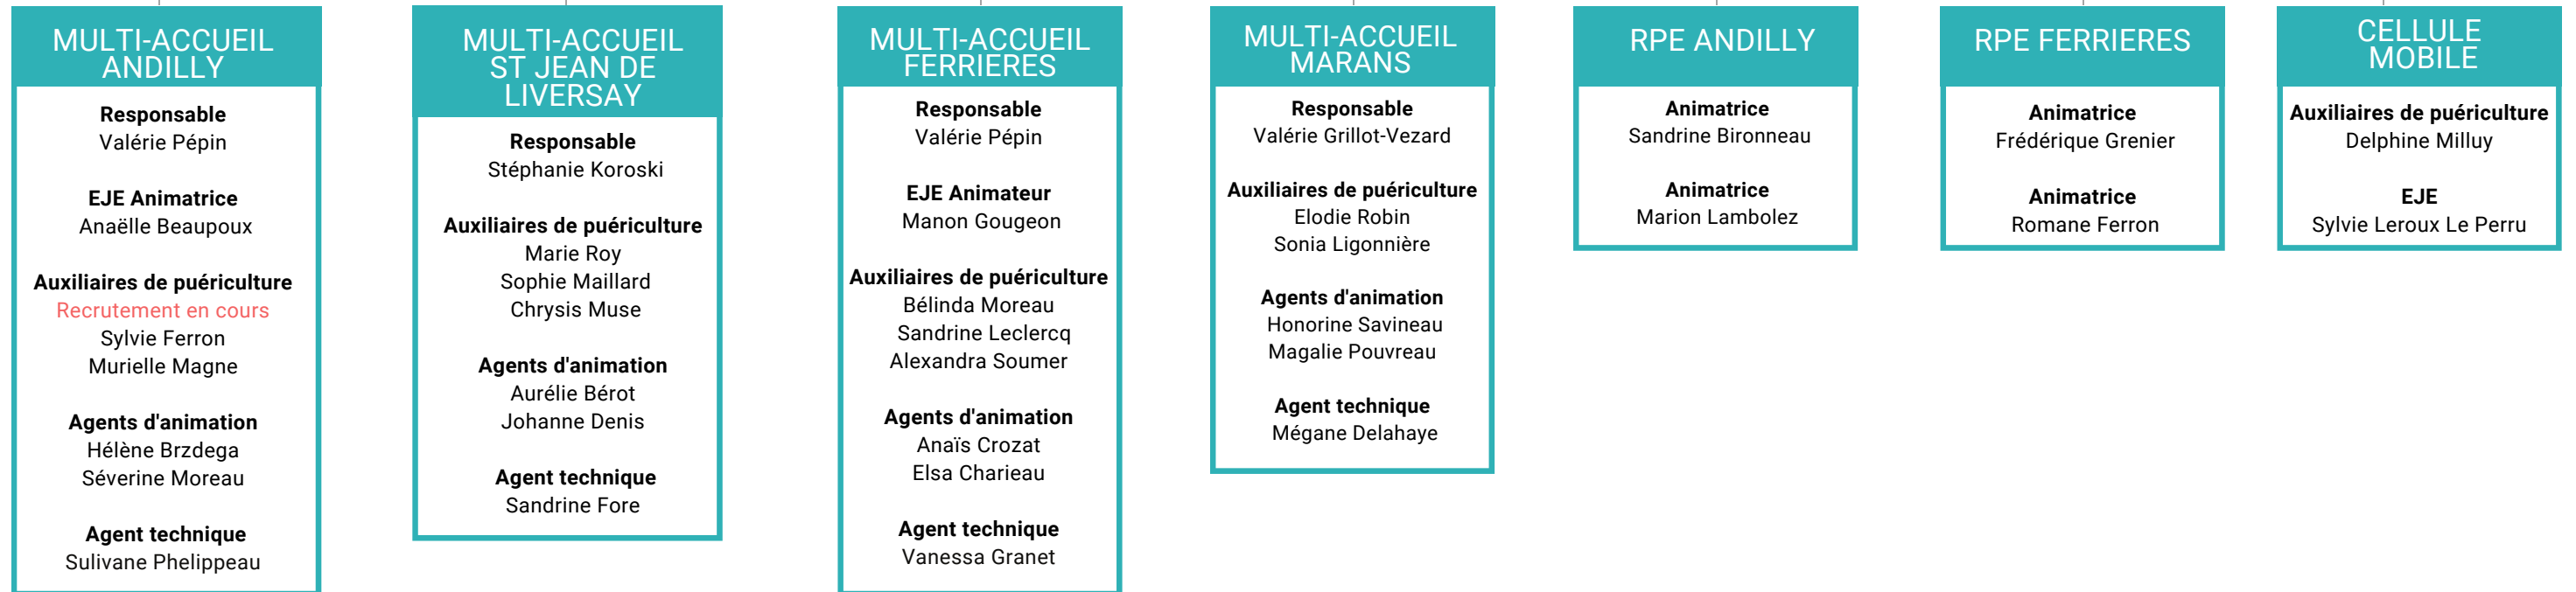 MULTI-ACCUEIL
ANDILLY
Responsable
Valérie Pépin
EJE Animatrice
Anaëlle Beaupoux
Auxiliaires de puériculture
Recrutement en cours
Sylvie Ferron
Murielle Magne
Agents d'animation
Hélène Brzdega
Séverine Moreau
Agent technique
Sulivane Phelippeau
MULTI-ACCUEIL
ST JEAN DE
LIVERSAY
Responsable
Stéphanie Koroski
Auxiliaires de puériculture
Marie Roy
Sophie Maillard
Chrysis Muse
Agents d'animation
Aurélie Bérot
Johanne Denis
Agent technique
Sandrine Fore
MULTI-ACCUEIL
FERRIERES
Responsable
Valérie Pépin
EJE Animateur
Manon Gougeon
Auxiliaires de puériculture
Bélinda Moreau
Sandrine Leclercq
Alexandra Soumer
Agents d'animation
Anaïs Crozat
Elsa Charieau
Agent technique
Vanessa Granet
MULTI-ACCUEIL
MARANS
Responsable
Valérie Grillot-Vezard
Auxiliaires de puériculture
Elodie Robin
Sonia Ligonnière
Agents d'animation
Honorine Savineau
Magalie Pouvreau
Agent technique
Mégane Delahaye
RPE ANDILLY
Animatrice
Sandrine Bironneau
Animatrice
Marion Lambolez
RPE FERRIERES
Animatrice
Frédérique Grenier
Animatrice
Romane Ferron
CELLULE
MOBILE
Auxiliaires de puériculture
Delphine Milluy
EJE
Sylvie Leroux Le Perru